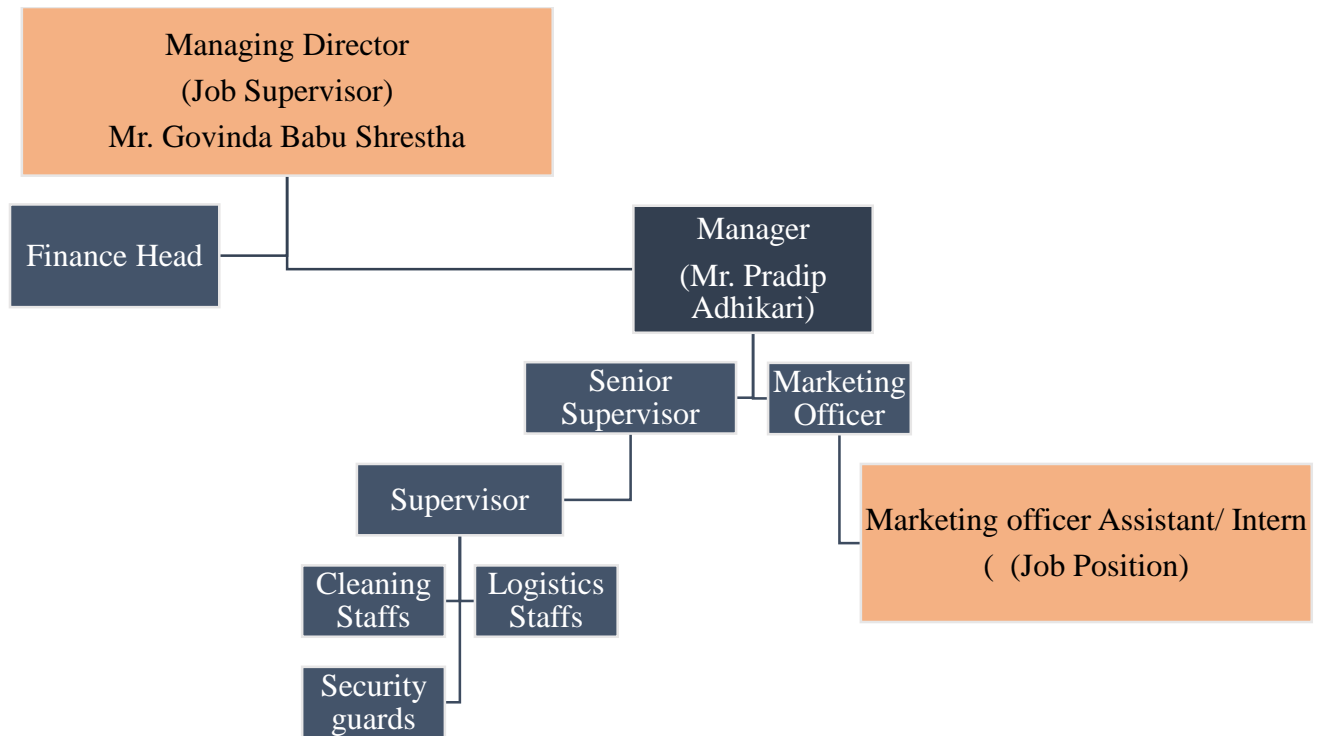 Managing Director
(Job Supervisor)
Mr. Govinda Babu Shrestha
Finance Head
Manager
(Mr. Pradip
Adhikari)
Senior
Supervisor
Marketing
Officer
Supervisor
Marketing officer Assistant/ Intern
(  (Job Position)
Cleaning
Staffs
Logistics
Staffs
Security
guards